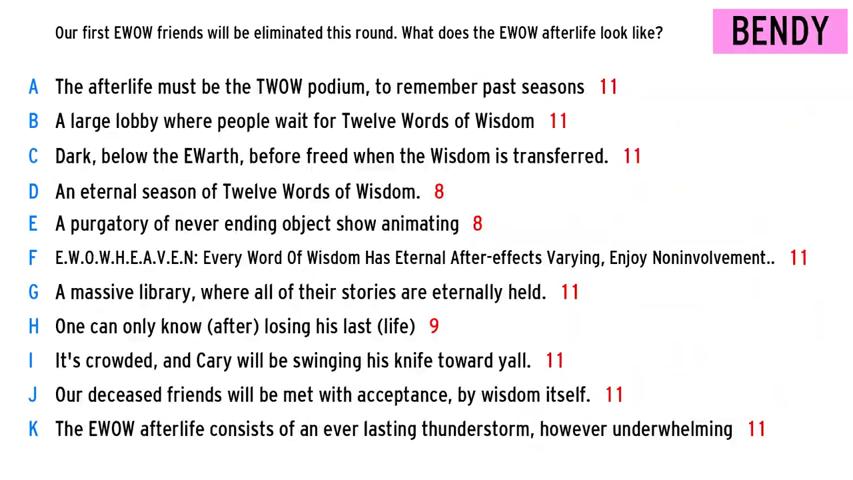 Our first EWOW friends will be eliminated this round. What does the EWOW afterlife look like?
BENDY
A The afterlife must be the TWOW podium, to remember past seasons 11
B A large lobby where people wait for Twelve Words of Wisdom 11
C Dark, below the EWarth, before freed when the Wisdom is transferred. 11
D An eternal season of Twelve Words of Wisdom. 8
E A purgatory of never ending object show animating 8
F E.W.O.W.H.E.A.V.E.N: Every Word Of Wisdom Has Eternal After-effects Varying, Enjoy Noninvolvement.. 11
G A massive library, where all of their stories are eternally held. 11
H One can only know (after) losing his last (life) 9
I It's crowded, and Cary will be swinging his knife toward yall. 11
J Our deceased friends will be met with acceptance, by wisdom itself. 11
K The EWOW afterlife consists of an ever lasting thunderstorm, however underwhelming 11